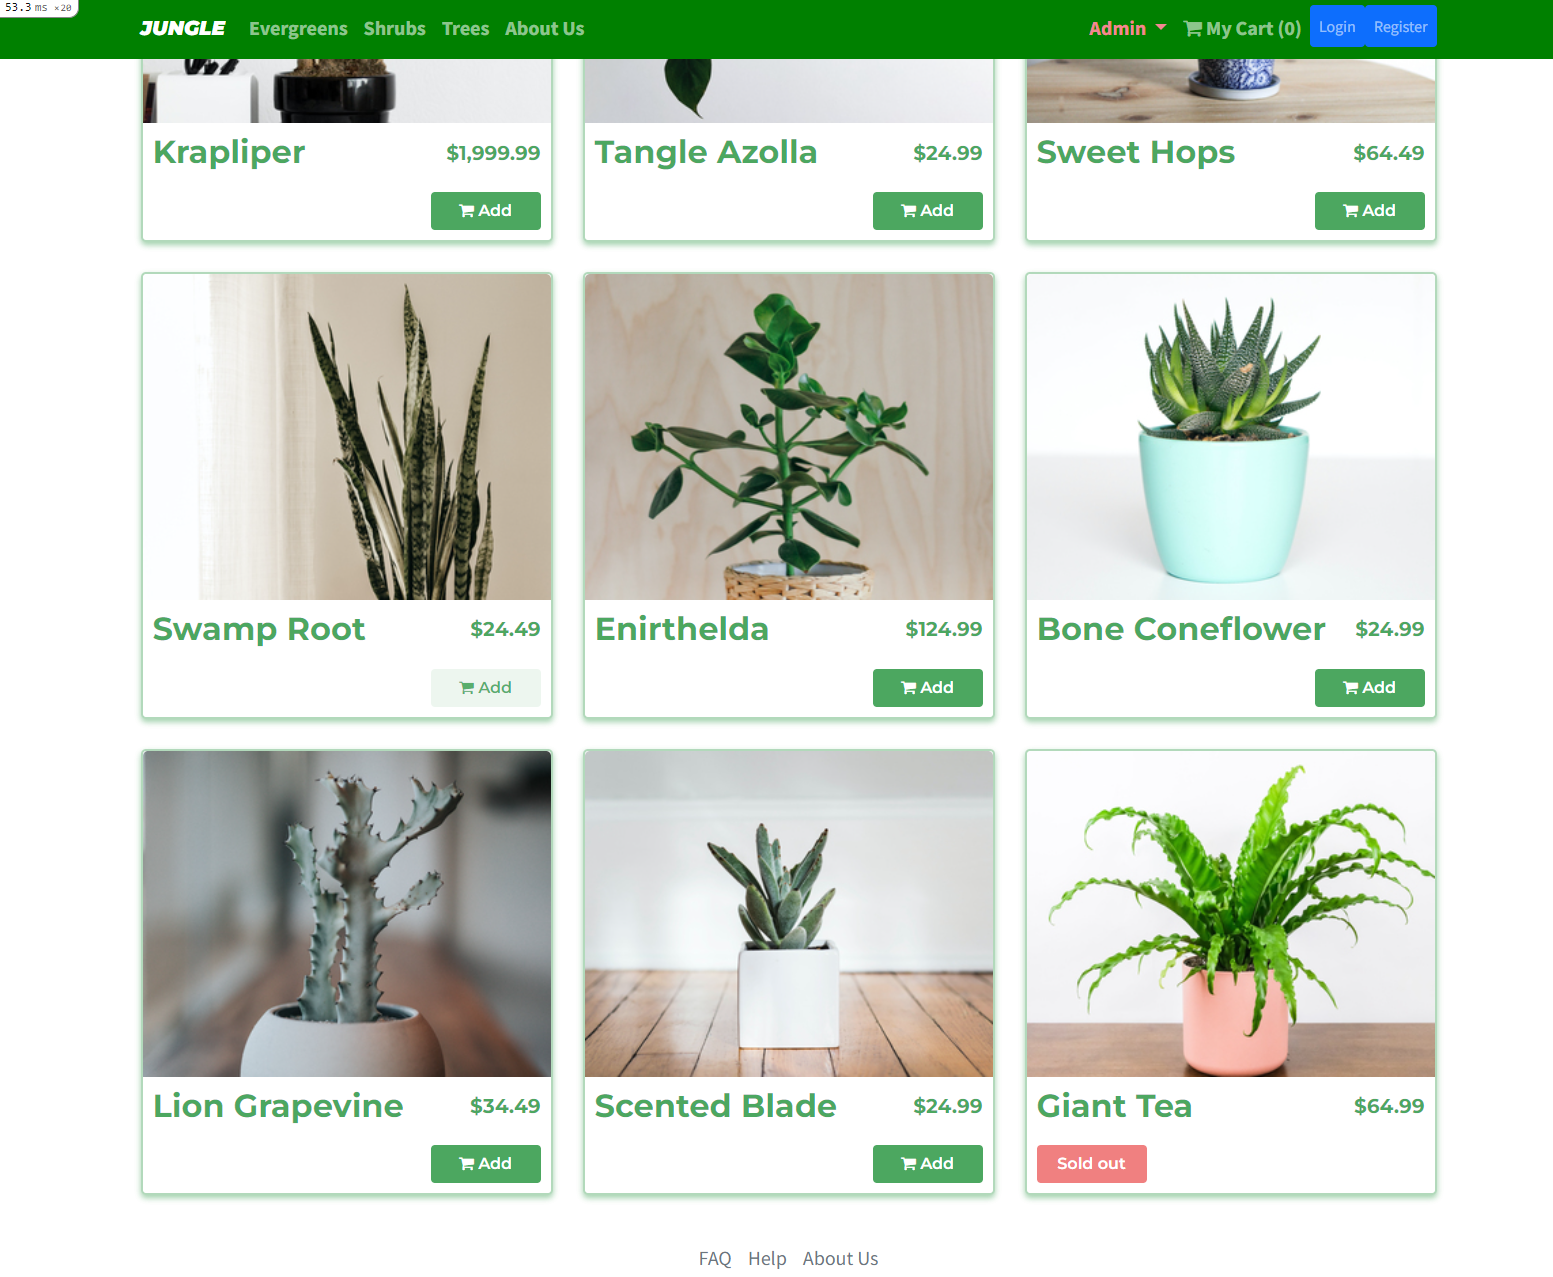 53.3 ms ×20
JUNGLE Evergreens Shrubs Trees About Us Admin My Cart (0) Login Register
Krapliper $1,999.99
Add
Tangle Azolla $24.99
Add
Sweet Hops $64.49
Add
Swamp Root $24.49
Add
Enirthelda $124.99
Add
Bone Coneflower $24.99
Add
Lion Grapevine $34.49
Add
Scented Blade $24.99
Add
Giant Tea $64.99
Sold out
FAQ Help About Us